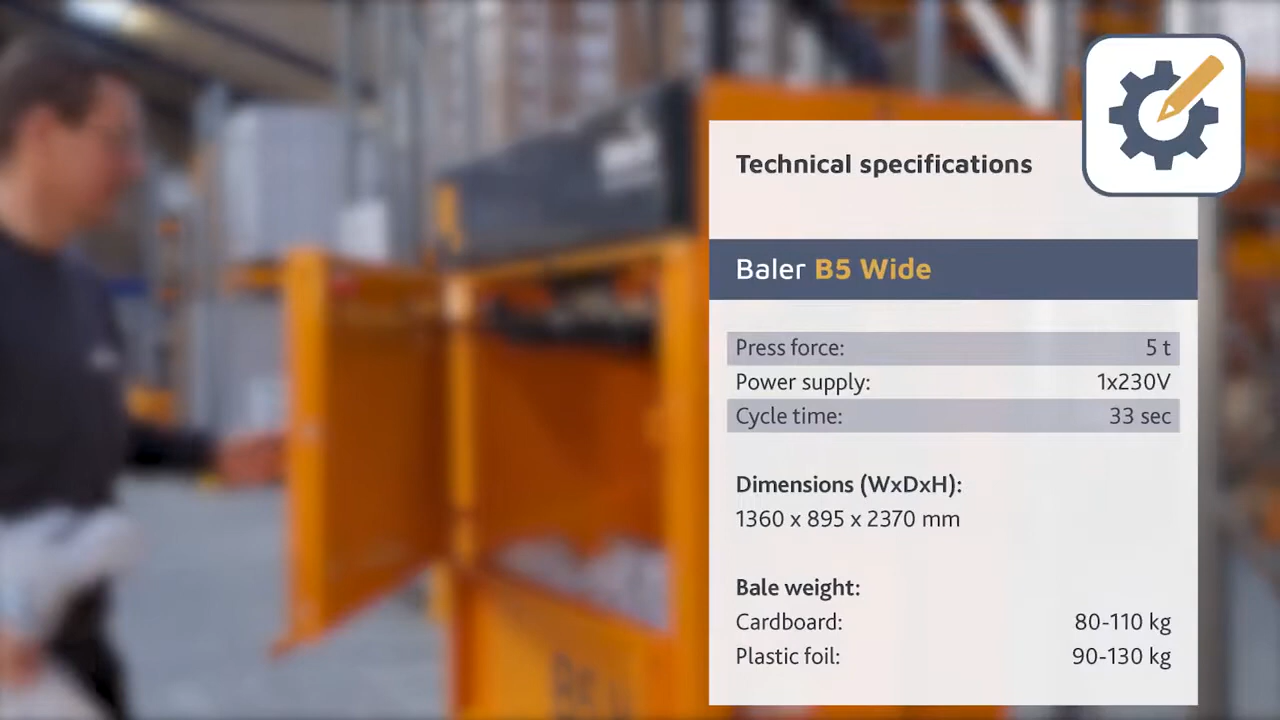 Technical specifications
Baler B5 Wide
Press force: 5 t
Power supply: 1x230V
Cycle time: 33 sec
Dimensions (WxDxH):
1360 x 895 x 2370 mm
Bale weight:
Cardboard: 80-110 kg
Plastic foil: 90-130 kg